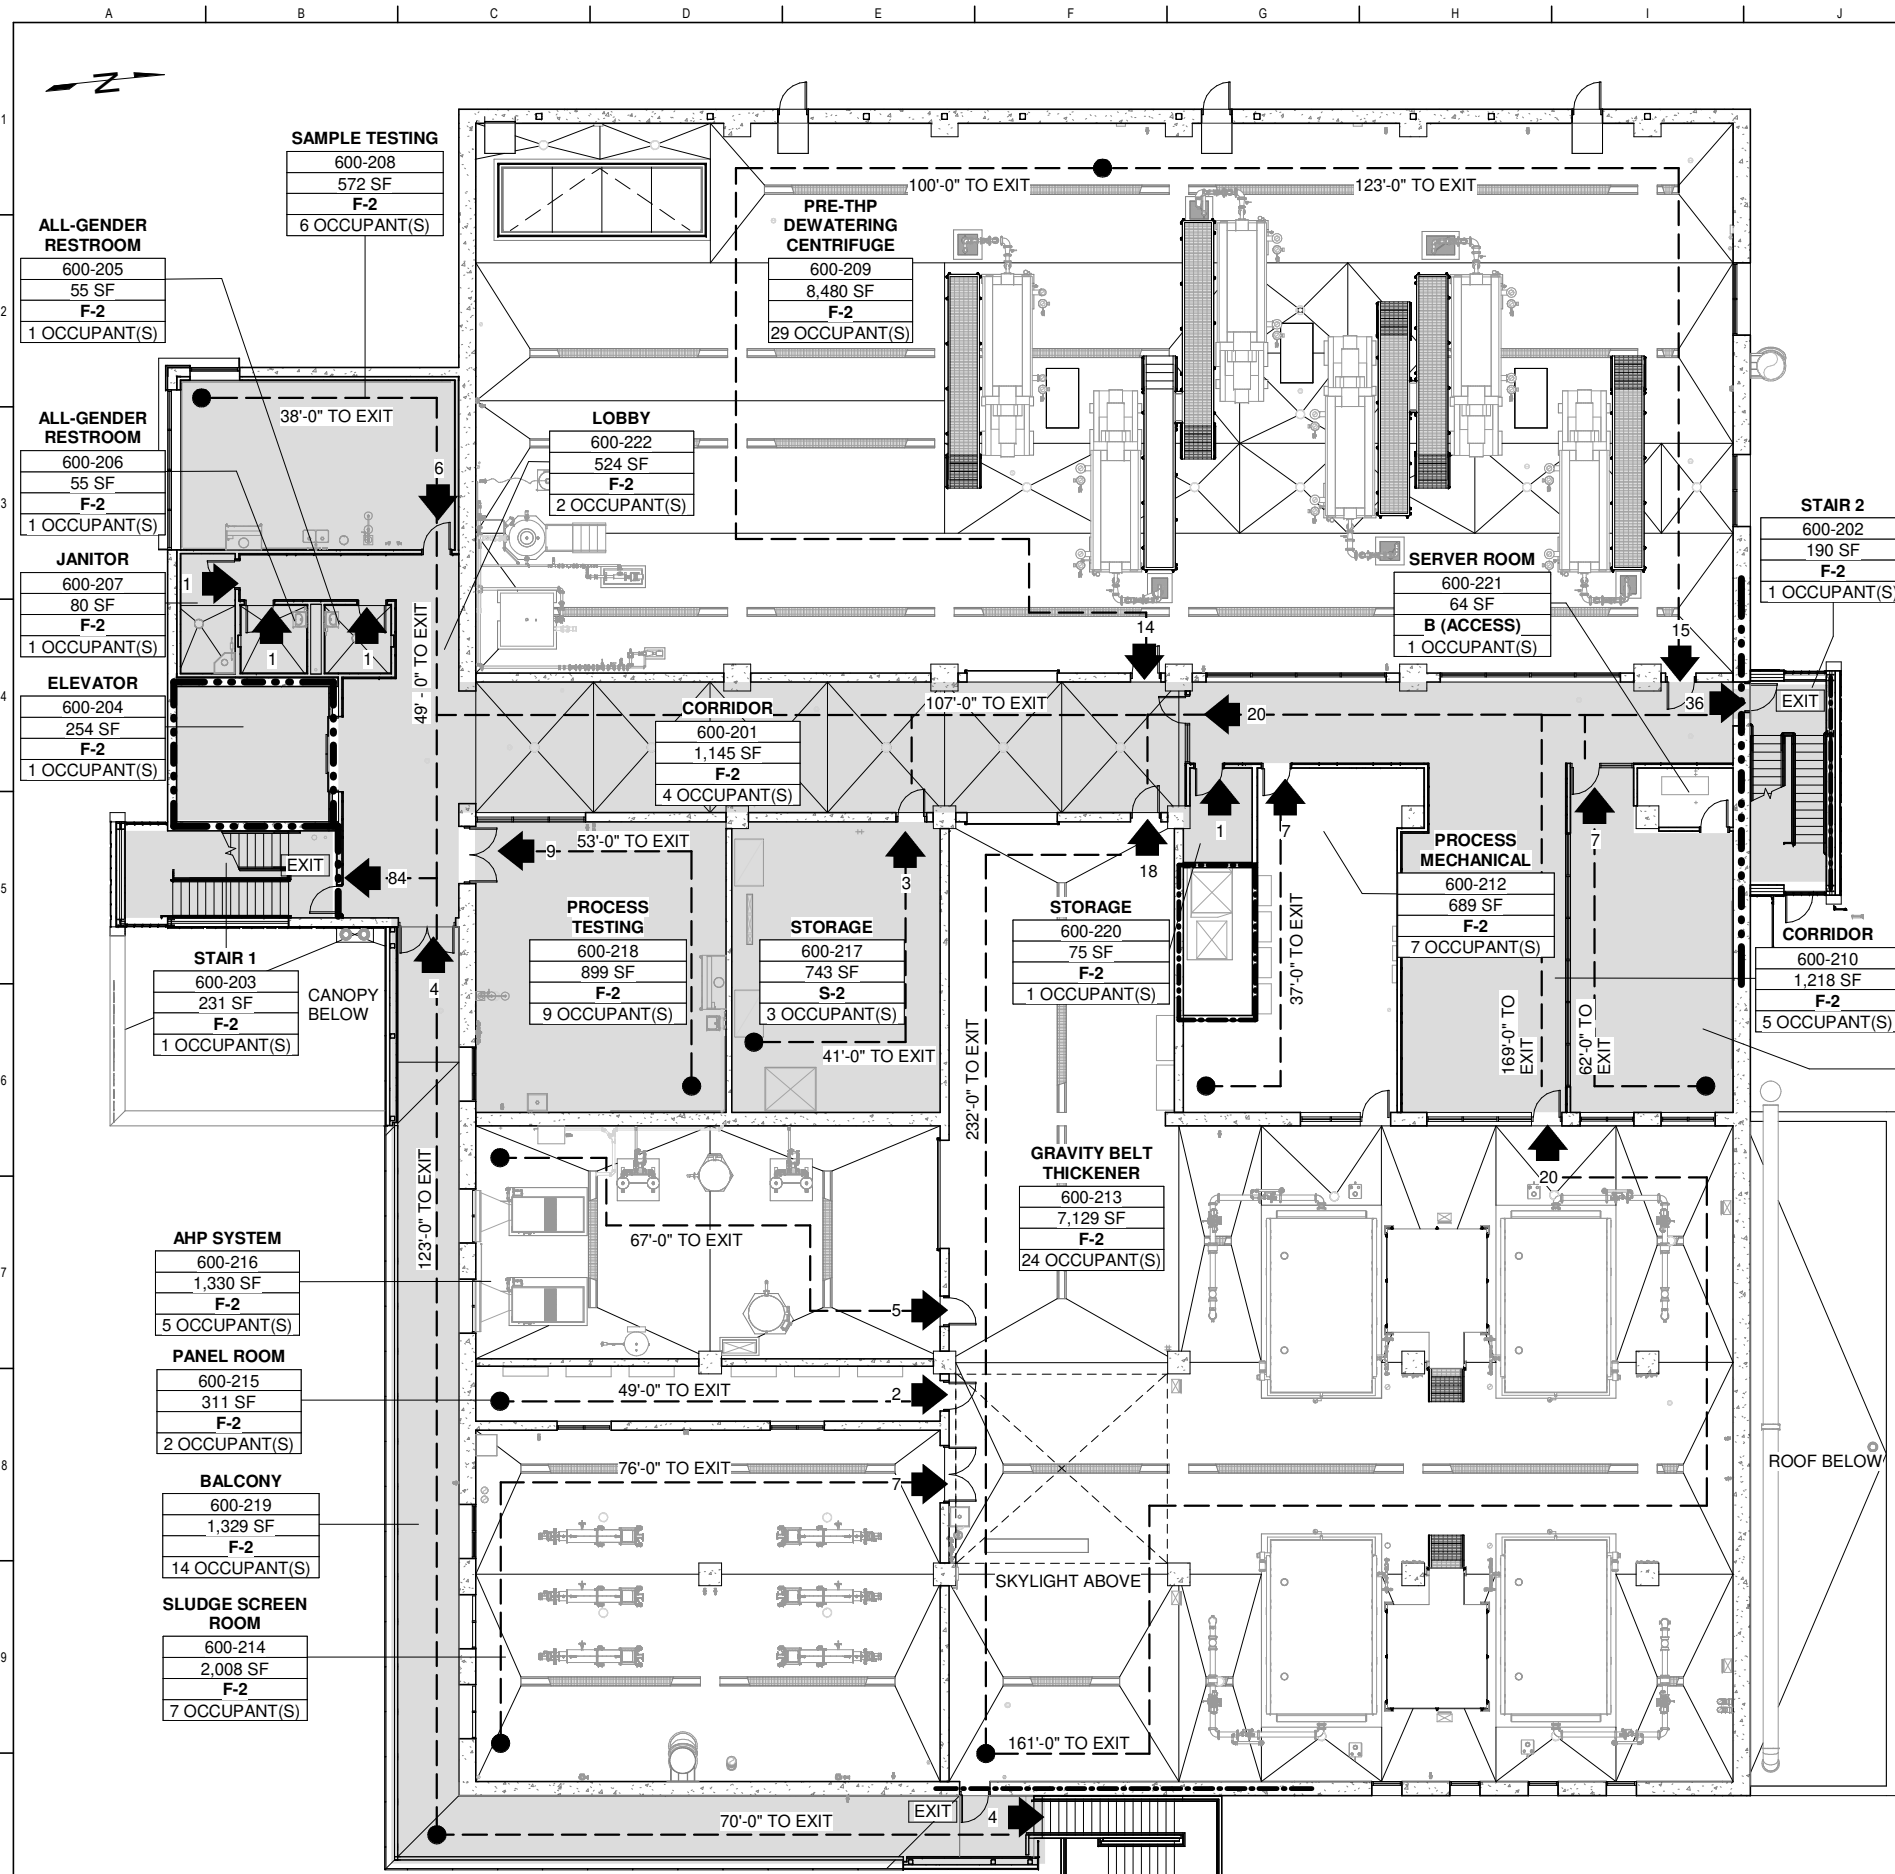 A B C D E F G H I J
N
1
2
3
4
5
6
7
8
9
SAMPLE TESTING
600-208
572 SF
F-2
6 OCCUPANT(S)
ALL-GENDER
RESTROOM
600-205
55 SF
F-2
1 OCCUPANT(S)
ALL-GENDER
RESTROOM
600-206
55 SF
F-2
1 OCCUPANT(S)
JANITOR
600-207
80 SF
F-2
1 OCCUPANT(S)
ELEVATOR
600-204
254 SF
F-2
1 OCCUPANT(S)
PRE-THP
DEWATERING
CENTRIFUGE
600-209
8,480 SF
F-2
29 OCCUPANT(S)
100'-0" TO EXIT
123'-0" TO EXIT
38'-0" TO EXIT
6
LOBBY
600-222
524 SF
F-2
2 OCCUPANT(S)
SERVER ROOM
600-221
64 SF
B (ACCESS)
1 OCCUPANT(S)
STAIR 2
600-202
190 SF
F-2
1 OCCUPANT(S)
1
1
1
49'- 0" TO EXIT
14
15
CORRIDOR
600-201
1,145 SF
F-2
4 OCCUPANT(S)
107'-0" TO EXIT
20
36
EXIT
EXIT
84
9
53'-0" TO EXIT
3
18
1
7
7
PROCESS
TESTING
600-218
899 SF
F-2
9 OCCUPANT(S)
STORAGE
600-217
743 SF
S-2
3 OCCUPANT(S)
41'-0" TO EXIT
STORAGE
600-220
75 SF
F-2
1 OCCUPANT(S)
37'-0" TO EXIT
PROCESS
MECHANICAL
600-212
689 SF
F-2
7 OCCUPANT(S)
169'-0" TO
EXIT
62'-0" TO
EXIT
CORRIDOR
600-210
1,218 SF
F-2
5 OCCUPANT(S)
STAIR 1
600-203
231 SF
F-2
1 OCCUPANT(S)
CANOPY
BELOW
4
232'-0" TO EXIT
123'-0" TO EXIT
20
GRAVITY BELT
THICKENER
600-213
7,129 SF
F-2
24 OCCUPANT(S)
67'-0" TO EXIT
5
AHP SYSTEM
600-216
1,330 SF
F-2
5 OCCUPANT(S)
PANEL ROOM
600-215
311 SF
F-2
2 OCCUPANT(S)
49'-0" TO EXIT
2
76'-0" TO EXIT
7
BALCONY
600-219
1,329 SF
F-2
14 OCCUPANT(S)
ROOF BELOW
SKYLIGHT ABOVE
SLUDGE SCREEN
ROOM
600-214
2,008 SF
F-2
7 OCCUPANT(S)
161'-0" TO EXIT
70'-0" TO EXIT
EXIT
4